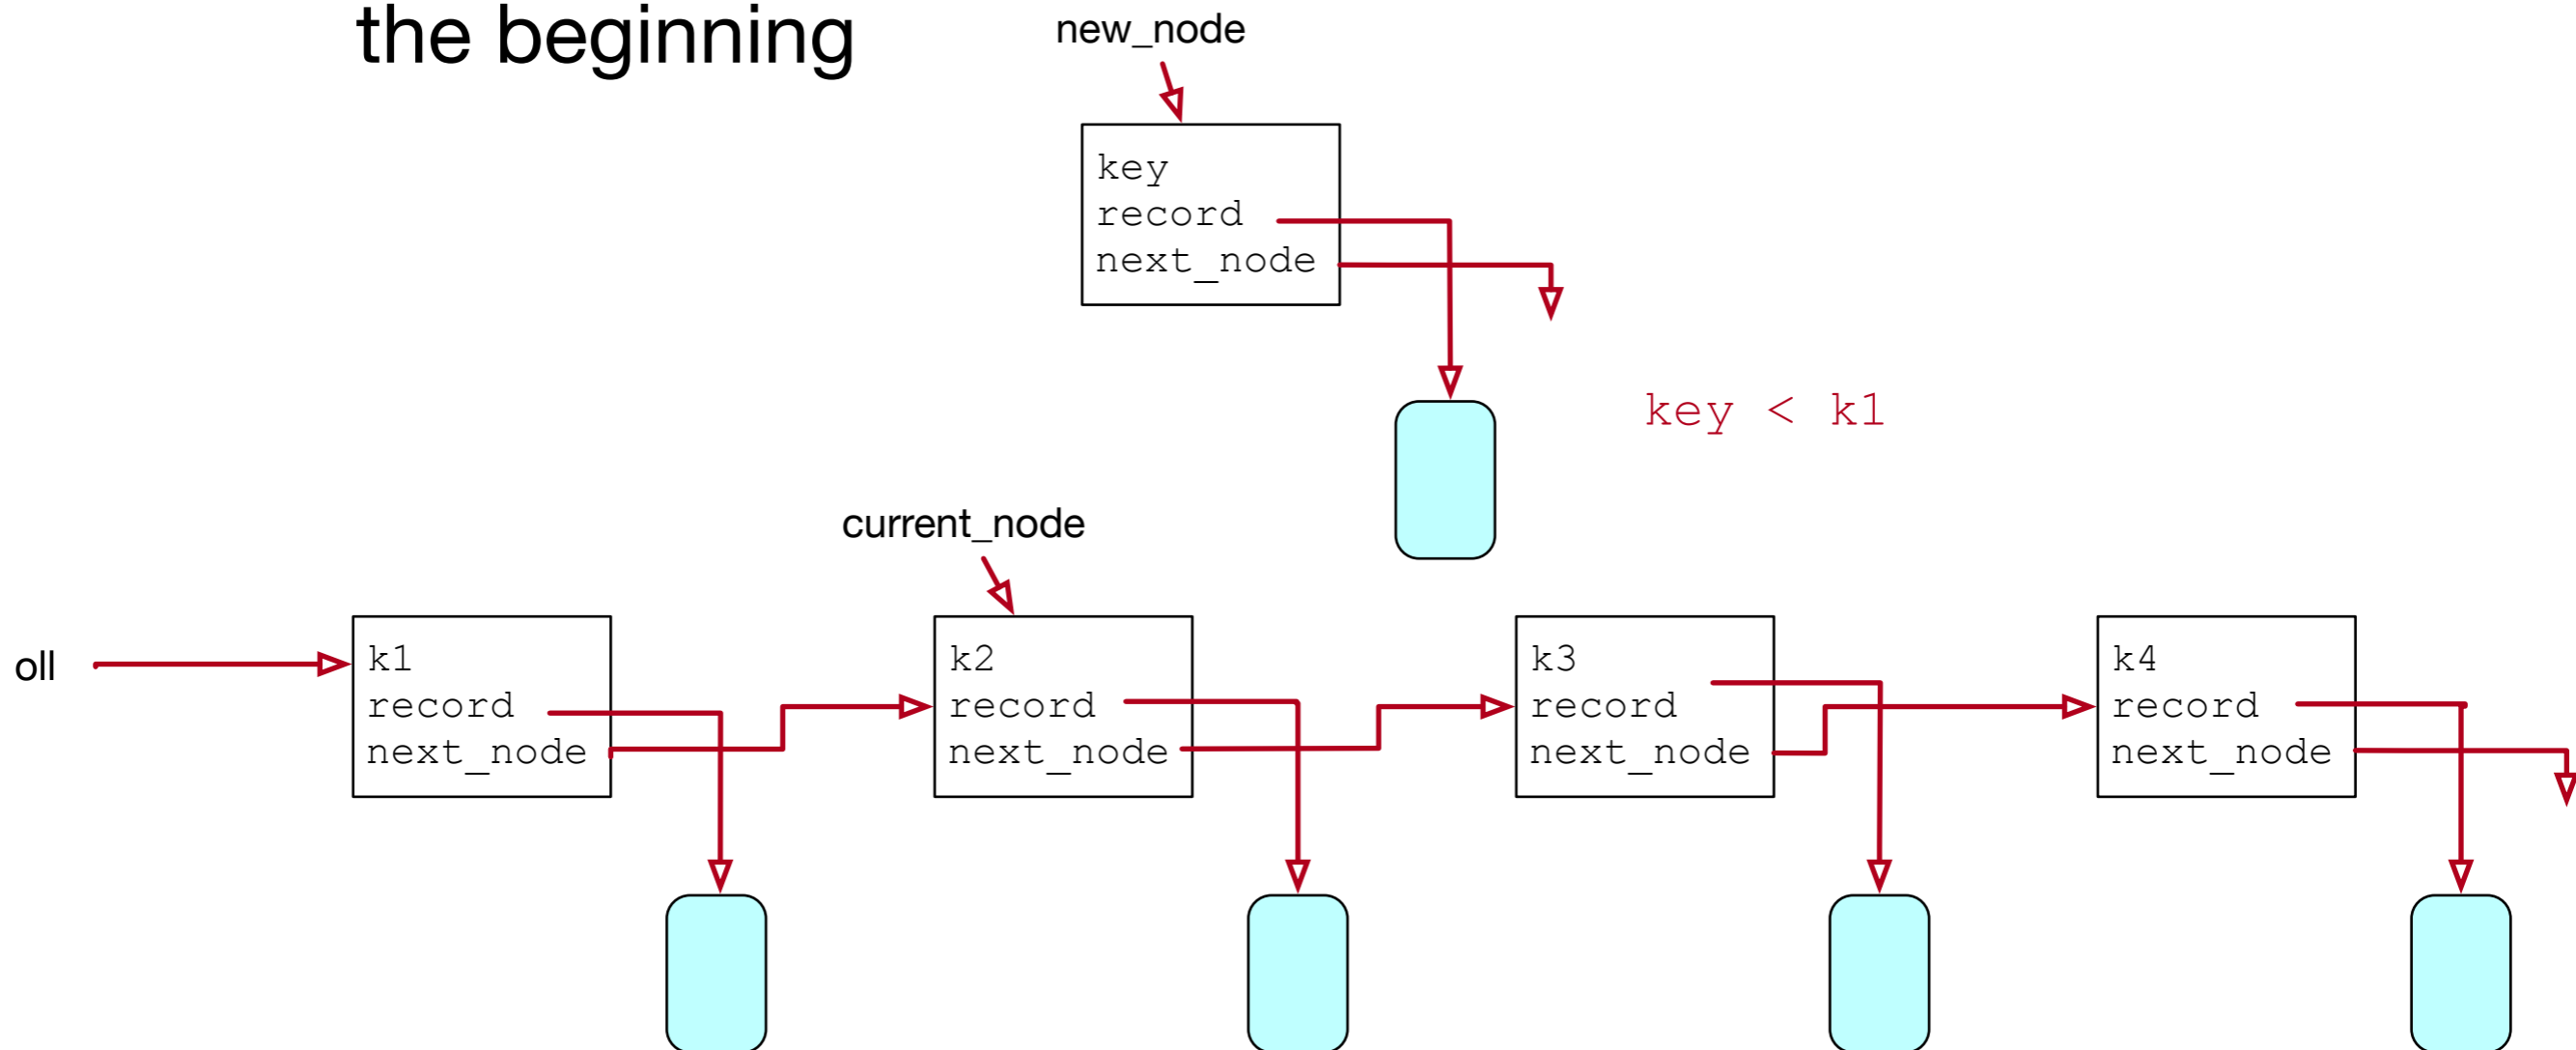 the beginning
new_node
key
record
next_node
key < k1
current_node
oll
k1
record
next_node
k2
record
next_node
k3
record
next_node
k4
record
next_node